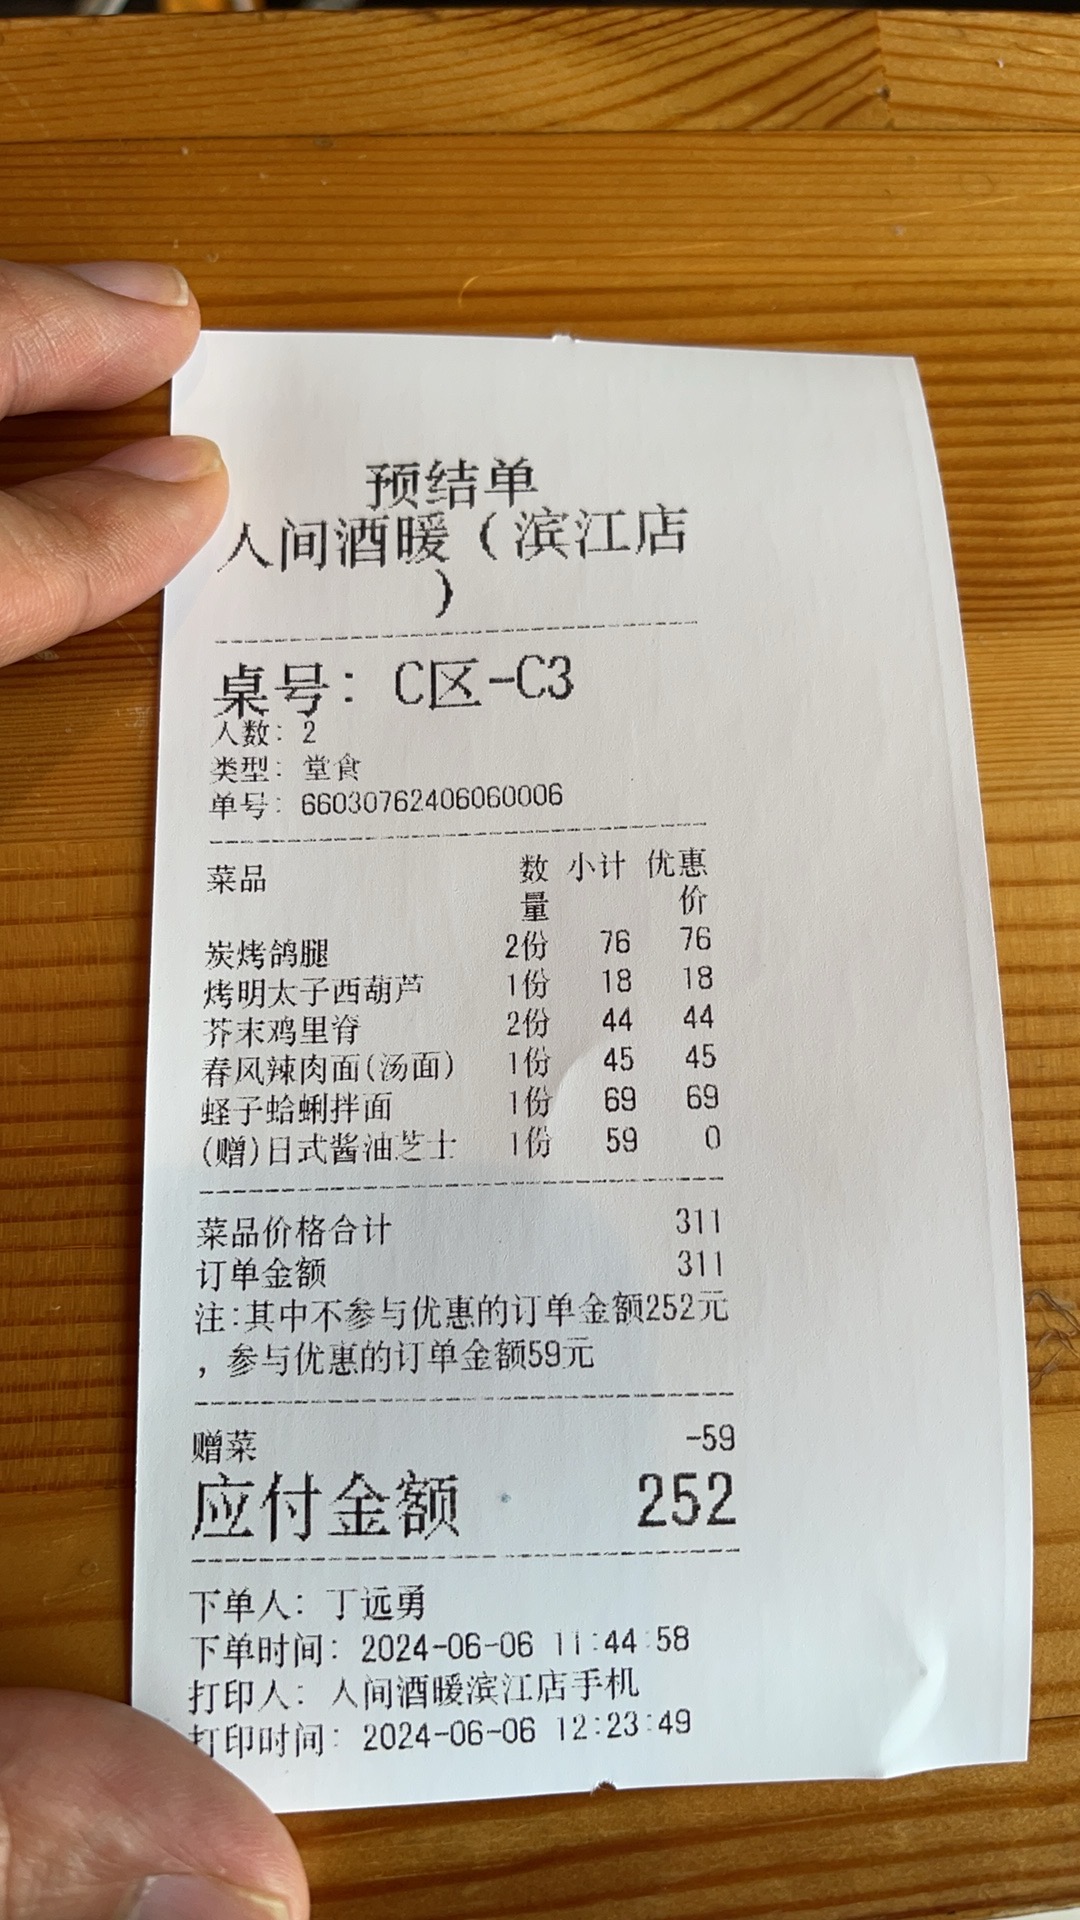 预结单
人间酒暖（滨江店
）
桌号：C区-C3
人数：2
类型：堂食
单号：66030762406060006
菜品 数量 小计 优惠价
炭烤鸽腿 2份 76 76
烤明太子西葫芦 1份 18 18
芥末鸡里脊 2份 44 44
春风辣肉面(汤面) 1份 45 45
蛏子蛤蜊拌面 1份 69 69
(赠)日式酱油芝士 1份 59 0
菜品价格合计 311
订单金额 311
注:其中不参与优惠的订单金额252元
，参与优惠的订单金额59元
赠菜 -59
应付金额 252
下单人：丁远勇
下单时间：2024-06-06 11:44:58
打印人：人间酒暖滨江店手机
打印时间：2024-06-06 12:23:49